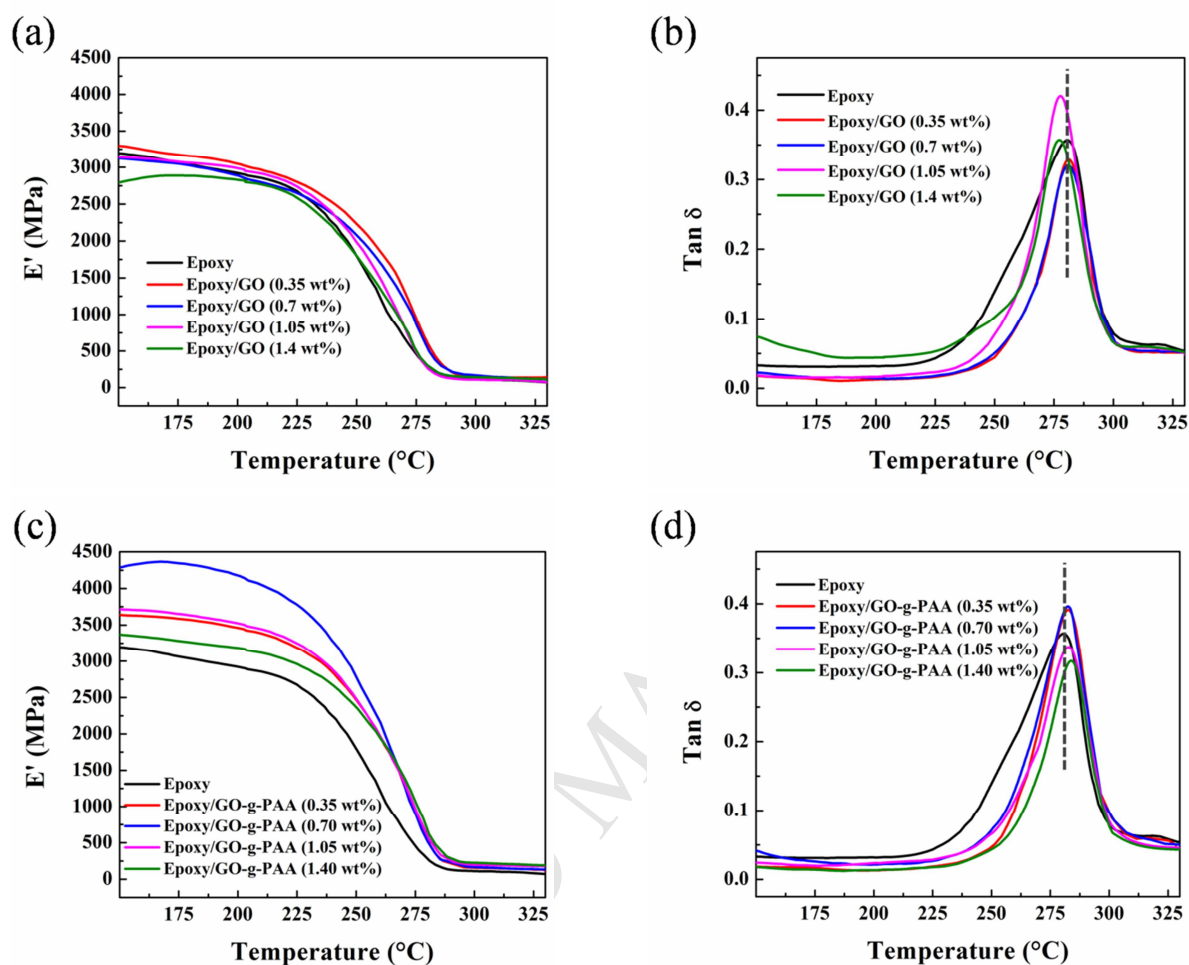 (a)
4500
4000
3500
3000
2500
2000
1500
1000
500
0
E' (MPa)
Epoxy
Epoxy/GO (0.35 wt%)
Epoxy/GO (0.7 wt%)
Epoxy/GO (1.05 wt%)
Epoxy/GO (1.4 wt%)
175 200 225 250 275 300 325
Temperature (°C)
(b)
0.4
0.3
0.2
0.1
0.0
Tan δ
Epoxy
Epoxy/GO (0.35 wt%)
Epoxy/GO (0.7 wt%)
Epoxy/GO (1.05 wt%)
Epoxy/GO (1.4 wt%)
175 200 225 250 275 300 325
Temperature (°C)
(c)
4500
4000
3500
3000
2500
2000
1500
1000
500
0
E' (MPa)
Epoxy
Epoxy/GO-g-PAA (0.35 wt%)
Epoxy/GO-g-PAA (0.70 wt%)
Epoxy/GO-g-PAA (1.05 wt%)
Epoxy/GO-g-PAA (1.40 wt%)
175 200 225 250 275 300 325
Temperature (°C)
(d)
0.4
0.3
0.2
0.1
0.0
Tan δ
Epoxy
Epoxy/GO-g-PAA (0.35 wt%)
Epoxy/GO-g-PAA (0.70 wt%)
Epoxy/GO-g-PAA (1.05 wt%)
Epoxy/GO-g-PAA (1.40 wt%)
175 200 225 250 275 300 325
Temperature (°C)